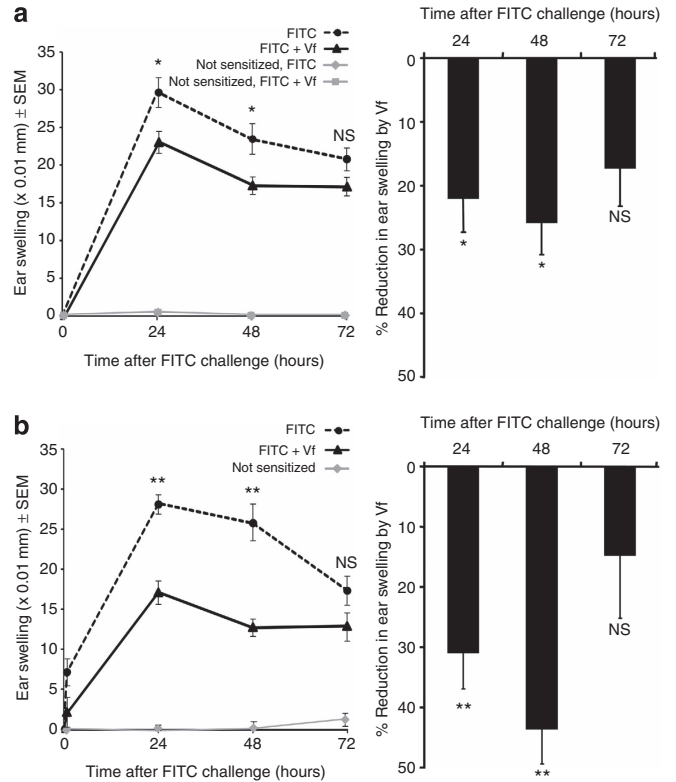 a
FITC
FITC + Vf
Not sensitized, FITC
Not sensitized, FITC + Vf
Ear swelling (x 0.01 mm) ± SEM
35
30
25
20
15
10
5
0
*
*
NS
0 24 48 72
Time after FITC challenge (hours)
Time after FITC challenge (hours)
24 48 72
% Reduction in ear swelling by Vf
0
10
20
30
40
50
*
*
NS
b
FITC
FITC + Vf
Not sensitized
Ear swelling (x 0.01 mm) ± SEM
35
30
25
20
15
10
5
0
**
**
NS
0 24 48 72
Time after FITC challenge (hours)
Time after FITC challenge (hours)
24 48 72
% Reduction in ear swelling by Vf
0
10
20
30
40
50
**
**
NS